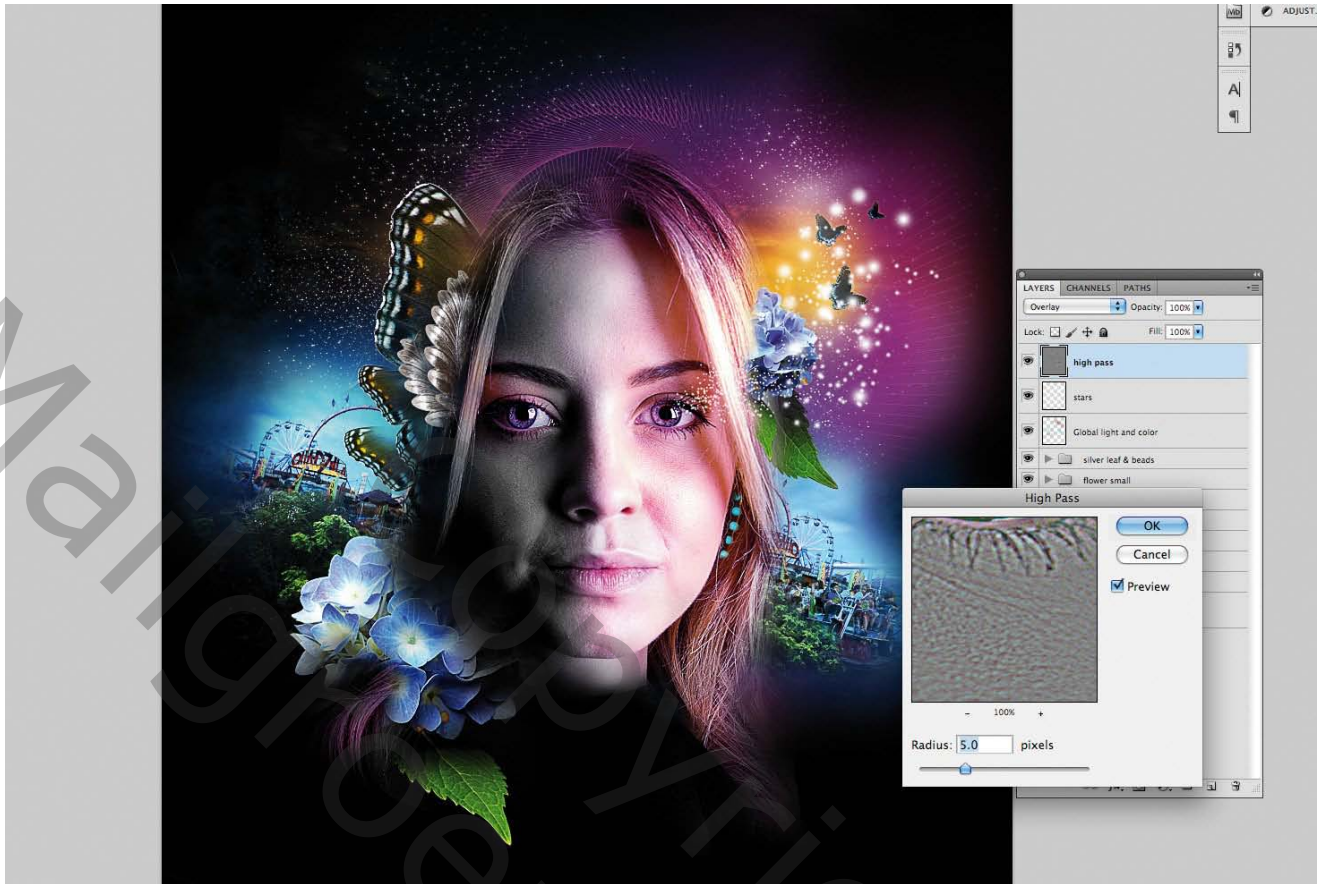 ADJUST.
Mb
A
¶
LAYERS CHANNELS PATHS
Overlay Opacity: 100%
Lock: Fill: 100%
high pass
stars
Global light and color
silver leaf & beads
flower small
High Pass
OK
Cancel
Preview
- 100% +
Radius: 5.0 pixels